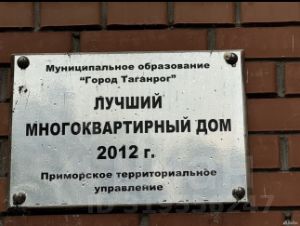 Муниципальное образование
"Город Таганрог"
ЛУЧШИЙ
МНОГОКВАРТИРНЫЙ ДОМ
2012 г.
Приморское территориальное
управление